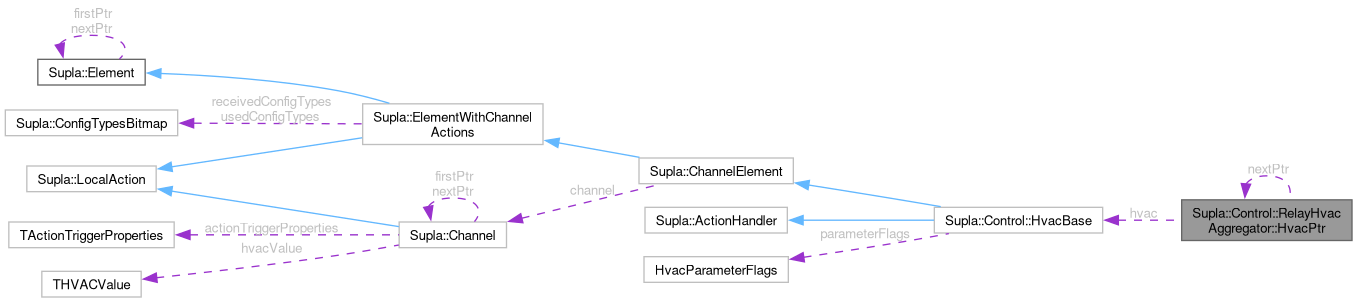 firstPtr
nextPtr
Supla::Element
receivedConfigTypes
usedConfigTypes
Supla::ConfigTypesBitmap
Supla::ElementWithChannel
Actions
Supla::LocalAction
firstPtr
nextPtr
channel
Supla::ChannelElement
nextPtr
Supla::ActionHandler
Supla::Control::HvacBase
hvac
Supla::Control::RelayHvac
Aggregator::HvacPtr
TActionTriggerProperties
actionTriggerProperties
Supla::Channel
parameterFlags
hvacValue
HvacParameterFlags
THVACValue